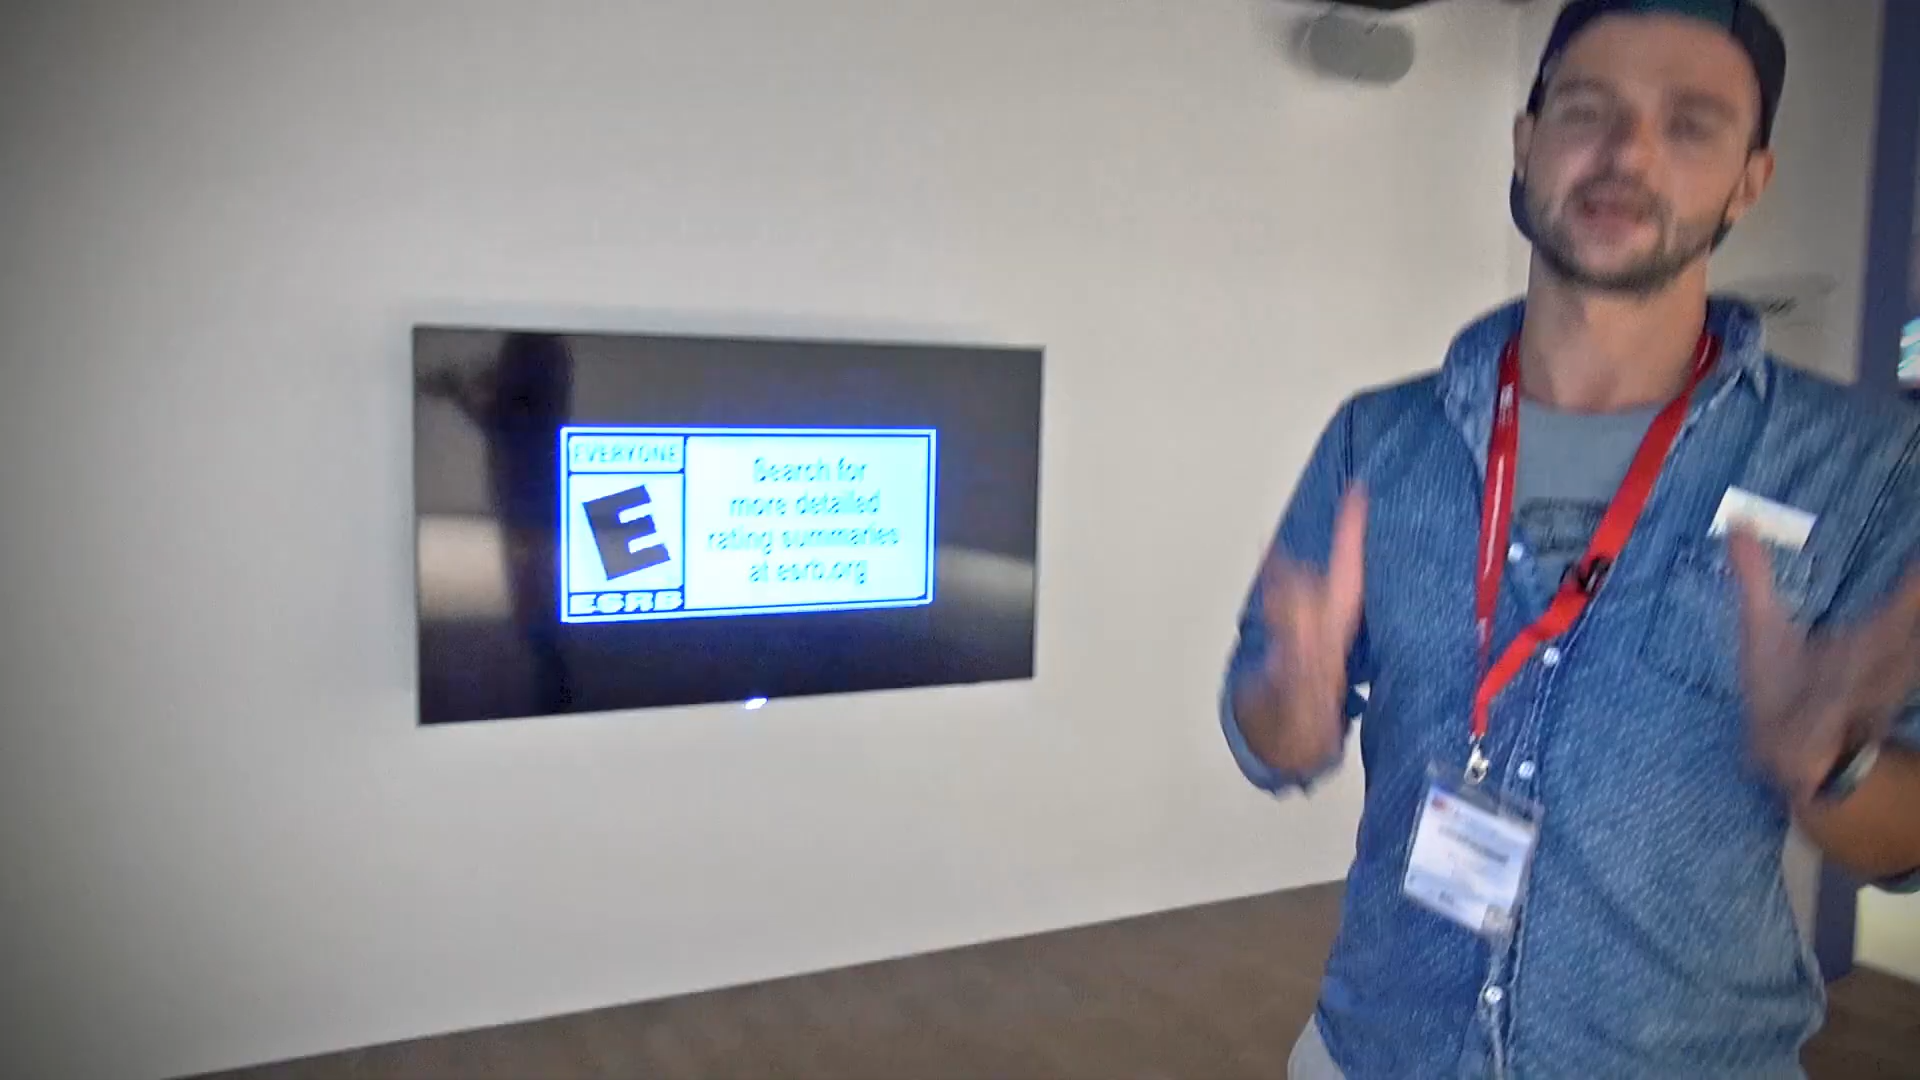 EVERYONE
E
ESRB
Search for
more detailed
rating summaries
at esrb.org